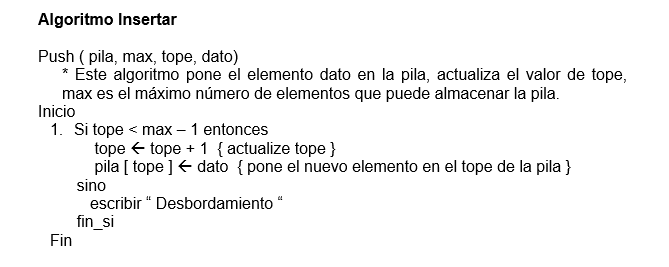 Algoritmo Insertar
Push ( pila, max, tope, dato)
* Este algoritmo pone el elemento dato en la pila, actualiza el valor de tope,
max es el máximo número de elementos que puede almacenar la pila.
Inicio
1. Si tope < max – 1 entonces
tope ← tope + 1 { actualize tope }
pila [ tope ] ← dato { pone el nuevo elemento en el tope de la pila }
sino
escribir “ Desbordamiento “
fin_si
Fin